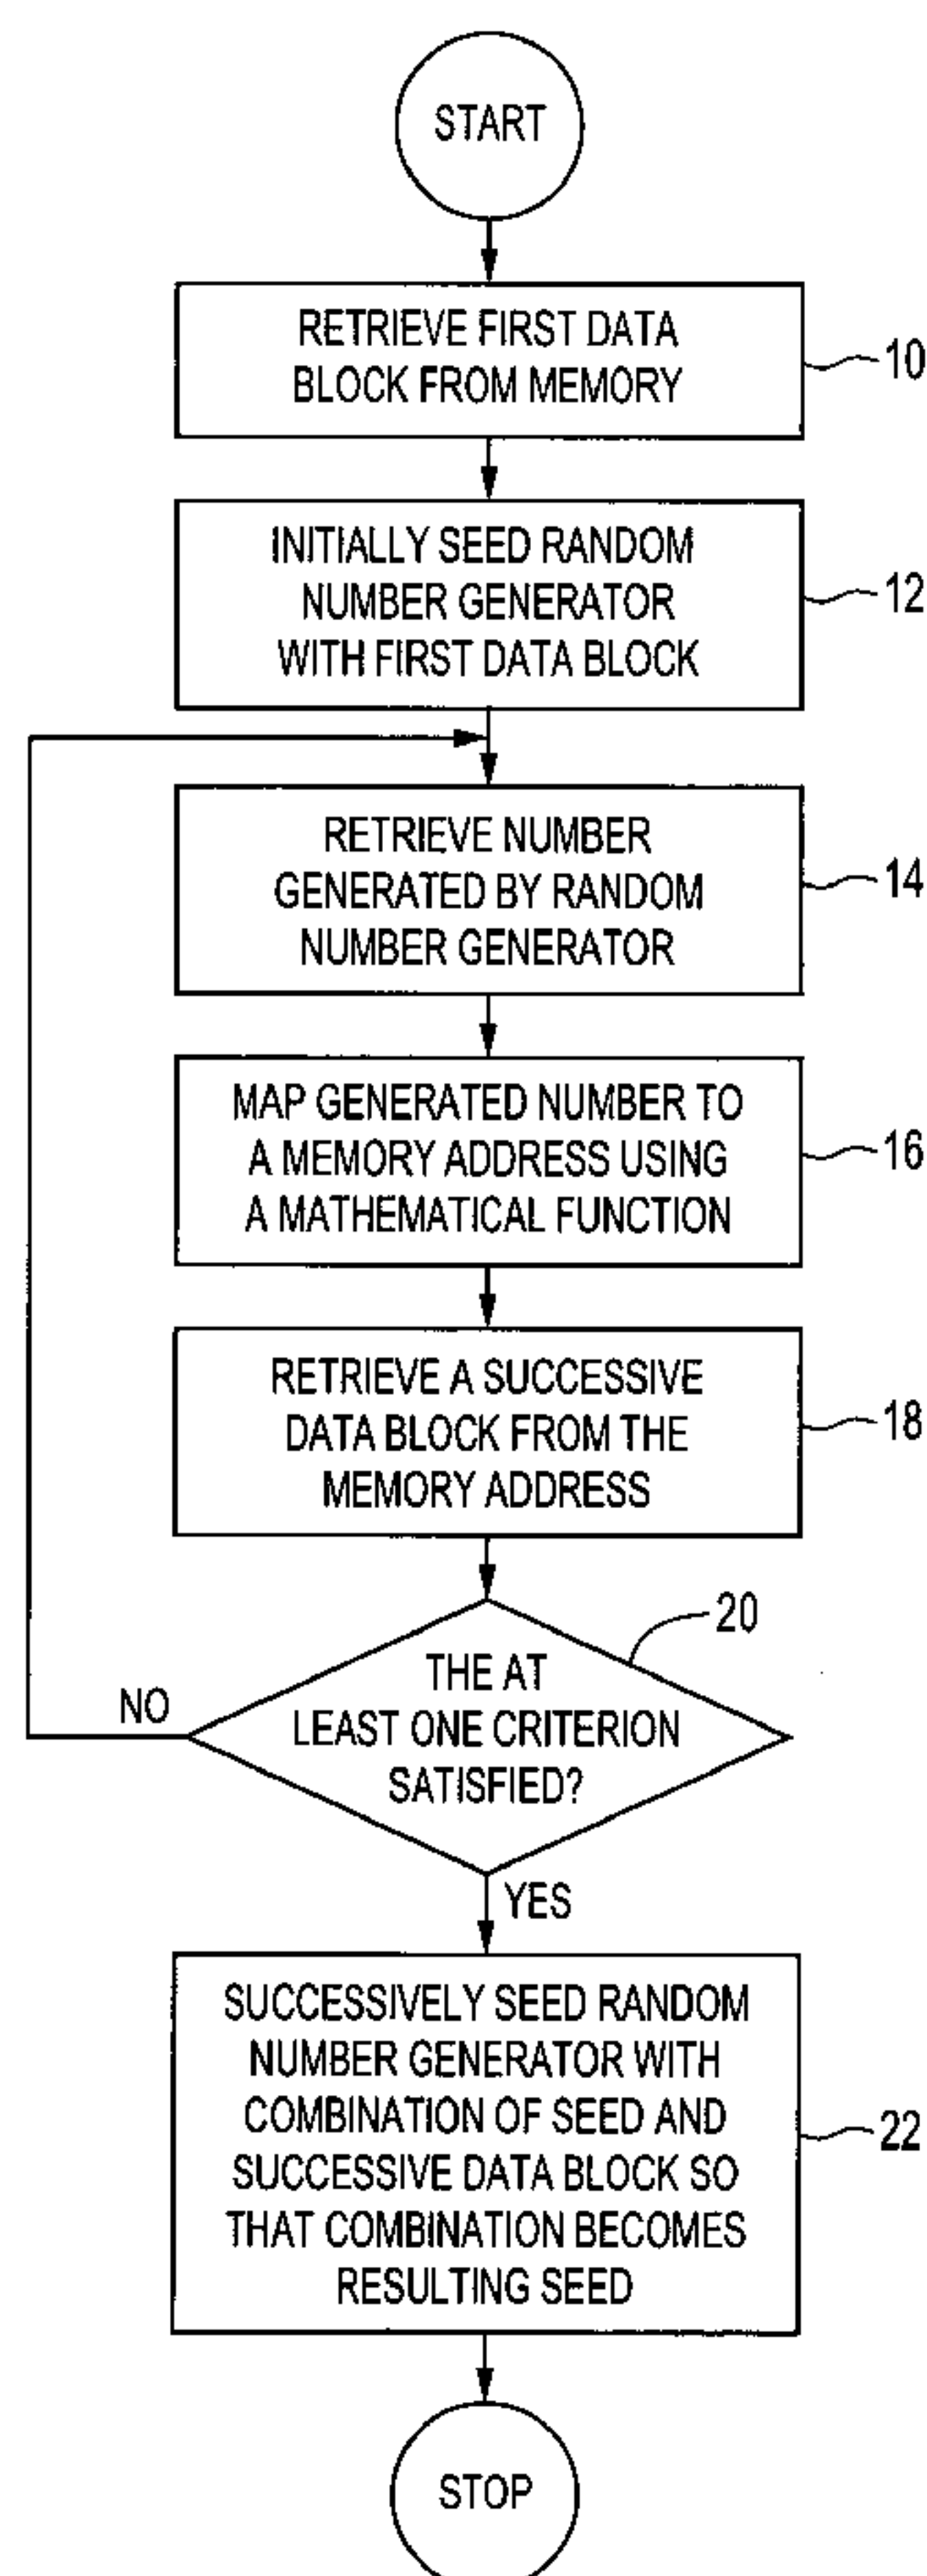 START
RETRIEVE FIRST DATA
BLOCK FROM MEMORY
10
INITIALLY SEED RANDOM
NUMBER GENERATOR
WITH FIRST DATA BLOCK
12
RETRIEVE NUMBER
GENERATED BY RANDOM
NUMBER GENERATOR
14
MAP GENERATED NUMBER TO
A MEMORY ADDRESS USING
A MATHEMATICAL FUNCTION
16
RETRIEVE A SUCCESSIVE
DATA BLOCK FROM THE
MEMORY ADDRESS
18
20
THE AT
LEAST ONE CRITERION
SATISFIED?
NO
YES
SUCCESSIVELY SEED RANDOM
NUMBER GENERATOR WITH
COMBINATION OF SEED AND
SUCCESSIVE DATA BLOCK SO
THAT COMBINATION BECOMES
RESULTING SEED
22
STOP